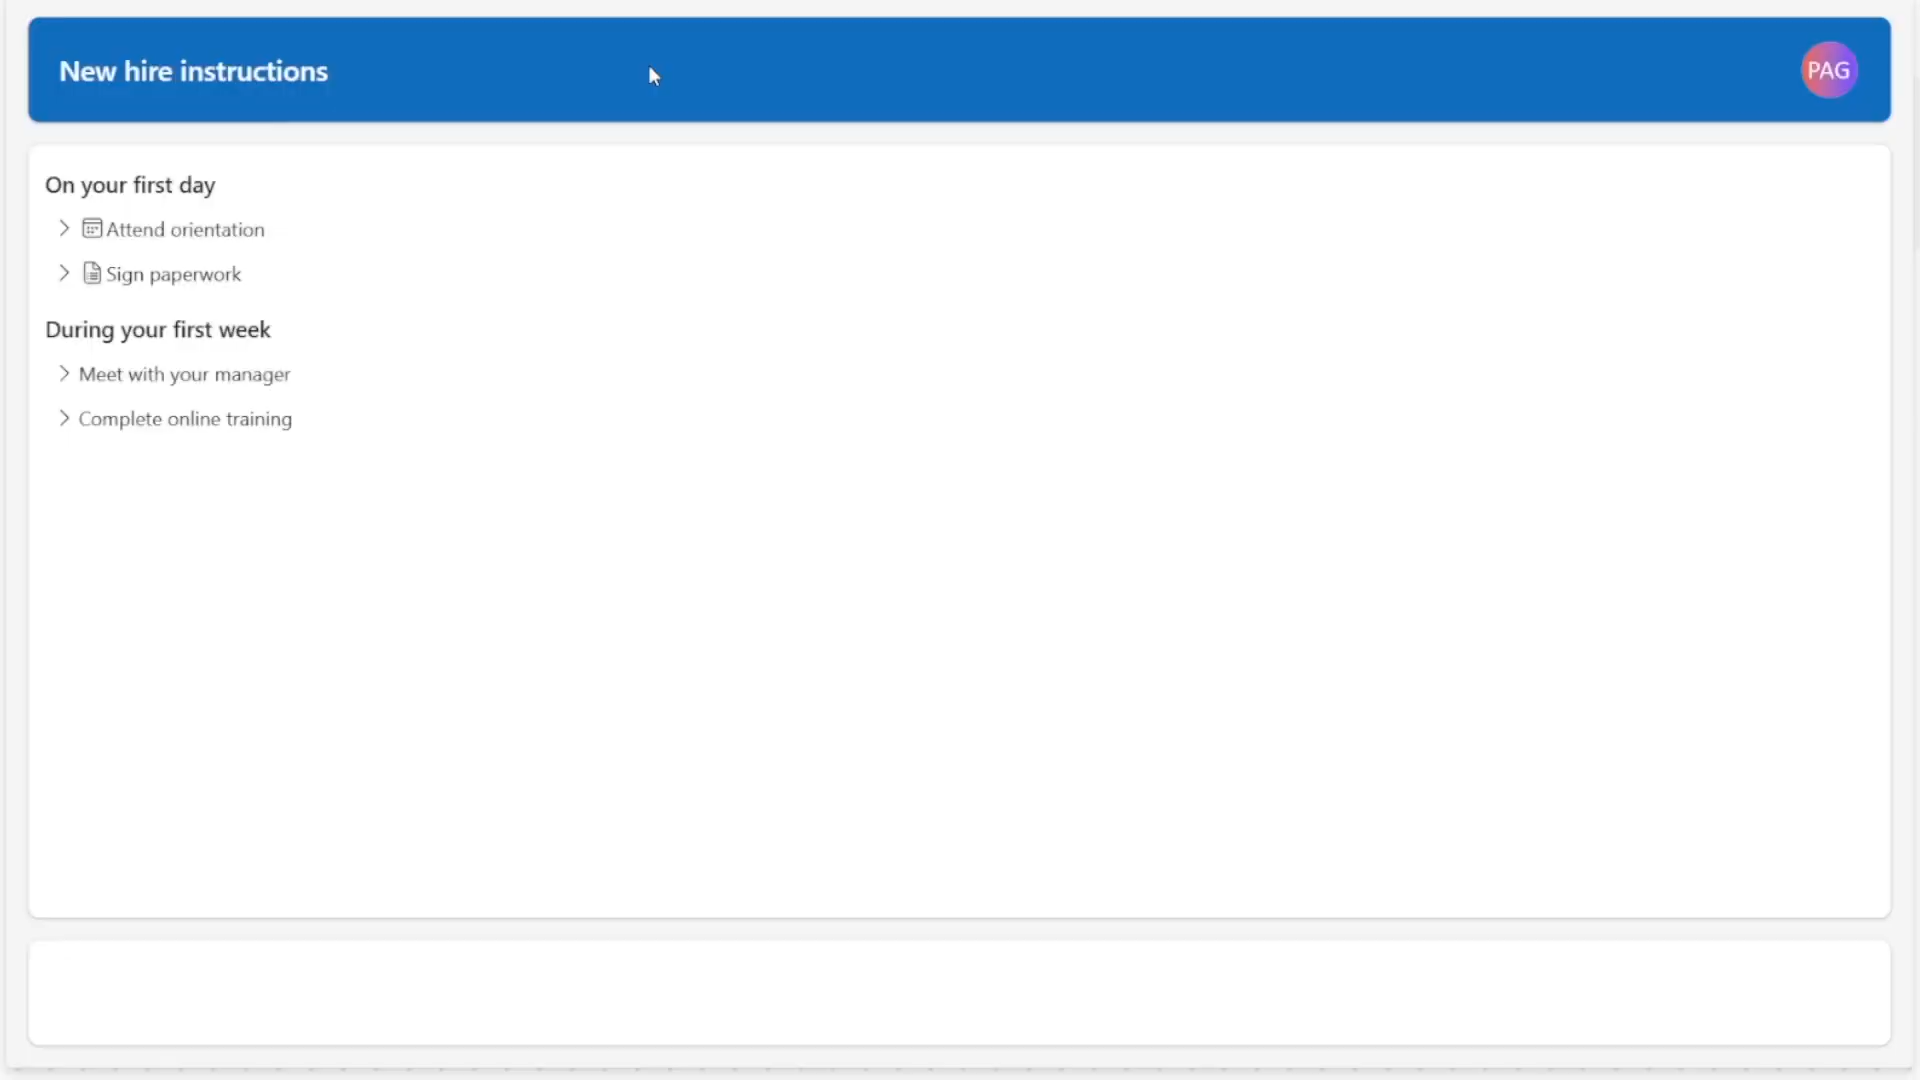 New hire instructions
PAG
On your first day
Attend orientation
Sign paperwork
During your first week
Meet with your manager
Complete online training